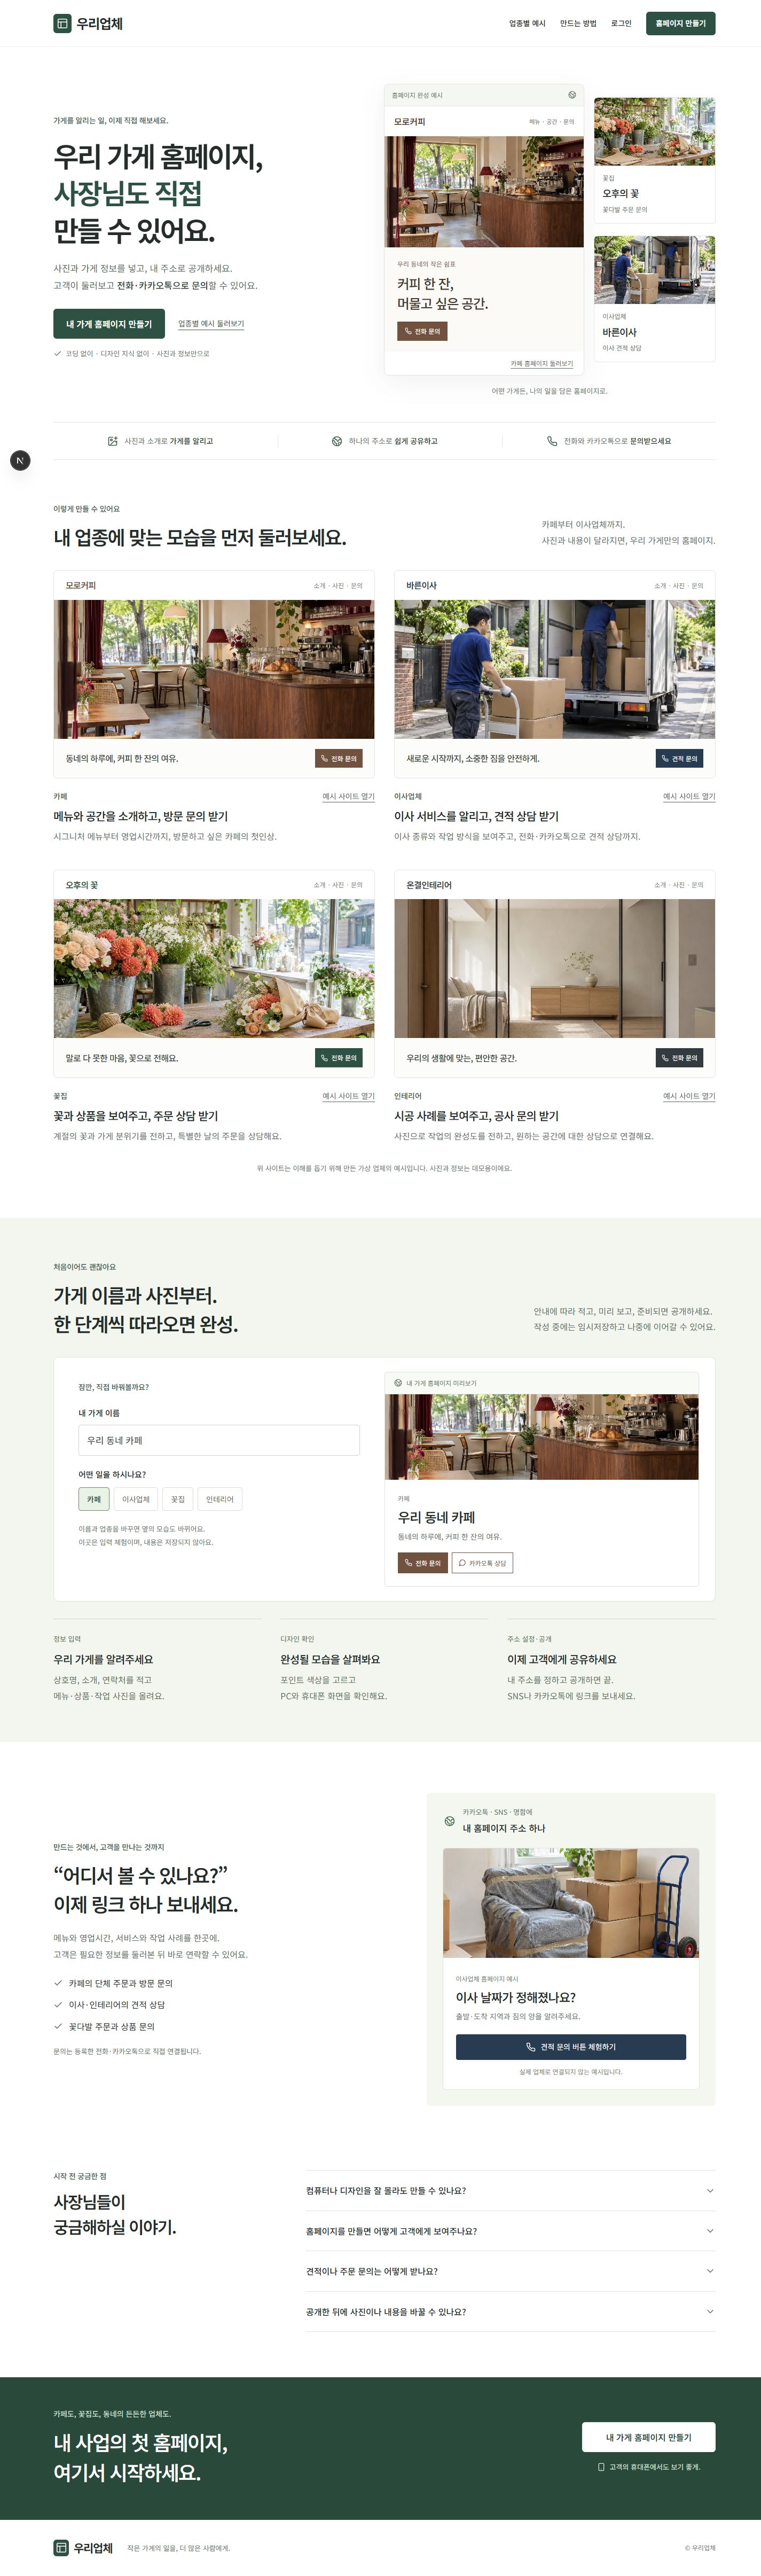 우리업체
업종별 예시
만드는 방법
로그인
홈페이지 만들기
가게를 알리는 일, 이제 직접 해보세요.
우리 가게 홈페이지,
사장님도 직접
만들 수 있어요.
사진과 가게 정보를 넣고, 내 주소로 공개하세요.
고객이 둘러보고 전화·카카오톡으로 문의할 수 있어요.
내 가게 홈페이지 만들기
업종별 예시 둘러보기
코딩 없이 · 디자인 지식 없이 · 사진과 정보만으로
홈페이지 완성 예시
모로커피
메뉴 · 공간 · 문의
우리 동네의 작은 쉼표
커피 한 잔,
머물고 싶은 공간.
전화 문의
카페 홈페이지 둘러보기
꽃집
오후의 꽃
꽃다발 주문 문의
이사업체
바른이사
이사 견적 상담
어떤 가게든, 나의 일을 담은 홈페이지로.
사진과 소개로 가게를 알리고
하나의 주소로 쉽게 공유하고
전화와 카카오톡으로 문의받으세요
N
이렇게 만들 수 있어요
내 업종에 맞는 모습을 먼저 둘러보세요.
카페부터 이사업체까지.
사진과 내용이 달라지면, 우리 가게만의 홈페이지.
모로커피
소개 · 사진 · 문의
동네의 하루에, 커피 한 잔의 여유.
전화 문의
카페
예시 사이트 열기
메뉴와 공간을 소개하고, 방문 문의 받기
시그니처 메뉴부터 영업시간까지, 방문하고 싶은 카페의 첫인상.
바른이사
소개 · 사진 · 문의
새로운 시작까지, 소중한 짐을 안전하게.
견적 문의
이사업체
예시 사이트 열기
이사 서비스를 알리고, 견적 상담 받기
이사 종류와 작업 방식을 보여주고, 전화·카카오톡으로 견적 상담까지.
오후의 꽃
소개 · 사진 · 문의
말로 다 못한 마음, 꽃으로 전해요.
전화 문의
꽃집
예시 사이트 열기
꽃과 상품을 보여주고, 주문 상담 받기
계절의 꽃과 가게 분위기를 전하고, 특별한 날의 주문을 상담해요.
온결인테리어
소개 · 사진 · 문의
우리의 생활에 맞는, 편안한 공간.
전화 문의
인테리어
예시 사이트 열기
시공 사례를 보여주고, 공사 문의 받기
사진으로 작업의 완성도를 전하고, 원하는 공간에 대한 상담으로 연결해요.
위 사이트는 이해를 돕기 위해 만든 가상 업체의 예시입니다. 사진과 정보는 데모용이에요.
처음이어도 괜찮아요
가게 이름과 사진부터.
한 단계씩 따라오면 완성.
안내에 따라 적고, 미리 보고, 준비되면 공개하세요.
작성 중에는 임시저장하고 나중에 이어갈 수 있어요.
잠깐, 직접 바꿔볼까요?
내 가게 이름
우리 동네 카페
어떤 일을 하시나요?
카페
이사업체
꽃집
인테리어
이름과 업종을 바꾸면 옆의 모습도 바뀌어요.
이곳은 입력 체험이며, 내용은 저장되지 않아요.
내 가게 홈페이지 미리보기
카페
우리 동네 카페
동네의 하루에, 커피 한 잔의 여유.
전화 문의
카카오톡 상담
정보 입력
우리 가게를 알려주세요
상호명, 소개, 연락처를 적고
메뉴·상품·작업 사진을 올려요.
디자인 확인
완성될 모습을 살펴봐요
포인트 색상을 고르고
PC와 휴대폰 화면을 확인해요.
주소 설정·공개
이제 고객에게 공유하세요
내 주소를 정하고 공개하면 끝.
SNS나 카카오톡에 링크를 보내세요.
만드는 것에서, 고객을 만나는 것까지
“어디서 볼 수 있나요?”
이제 링크 하나 보내세요.
메뉴와 영업시간, 서비스와 작업 사례를 한곳에.
고객은 필요한 정보를 둘러본 뒤 바로 연락할 수 있어요.
카페의 단체 주문과 방문 문의
이사·인테리어의 견적 상담
꽃다발 주문과 상품 문의
문의는 등록한 전화·카카오톡으로 직접 연결됩니다.
카카오톡 · SNS · 명함에
내 홈페이지 주소 하나
이사업체 홈페이지 예시
이사 날짜가 정해졌나요?
출발·도착 지역과 짐의 양을 알려주세요.
견적 문의 버튼 체험하기
실제 업체로 연결되지 않는 예시입니다.
시작 전 궁금한 점
사장님들이
궁금해하실 이야기.
컴퓨터나 디자인을 잘 몰라도 만들 수 있나요?
홈페이지를 만들면 어떻게 고객에게 보여주나요?
견적이나 주문 문의는 어떻게 받나요?
공개한 뒤에 사진이나 내용을 바꿀 수 있나요?
카페도, 꽃집도, 동네의 든든한 업체도.
내 사업의 첫 홈페이지,
여기서 시작하세요.
내 가게 홈페이지 만들기
고객의 휴대폰에서도 보기 좋게.
우리업체
작은 가게의 일을, 더 많은 사람에게.
© 우리업체